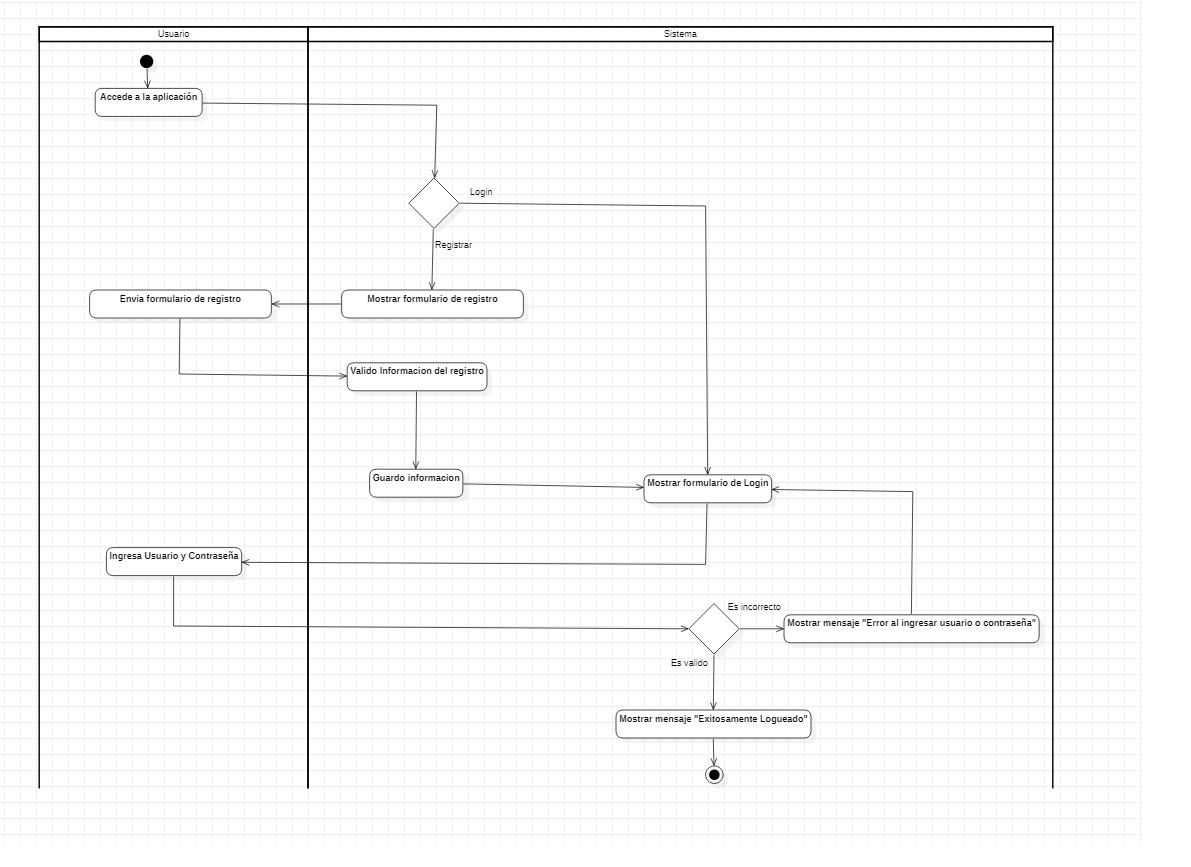 Usuario
Sistema
Accede a la aplicación
Login
Registrar
Envia formulario de registro
Mostrar formulario de registro
Valido Informacion del registro
Guardo informacion
Mostrar formulario de Login
Ingresa Usuario y Contraseña
Es incorrecto
Mostrar mensaje "Error al ingresar usuario o contraseña"
Es valido
Mostrar mensaje "Exitosamente Logueado"